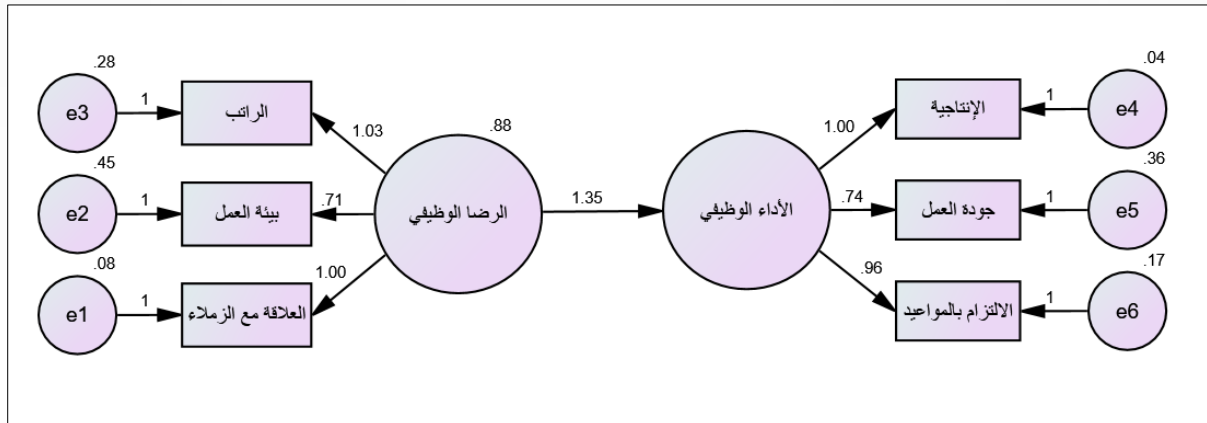 .28
e3
1
الراتب
1.03
.45
e2
1
بيئة العمل
.71
.08
e1
1
العلاقة مع الزملاء
1.00
.88
الرضا الوظيفي
1.35
الأداء الوظيفي
1.00
الإنتاجية
1
.04
e4
.74
جودة العمل
1
.36
e5
.96
الالتزام بالمواعيد
1
.17
e6